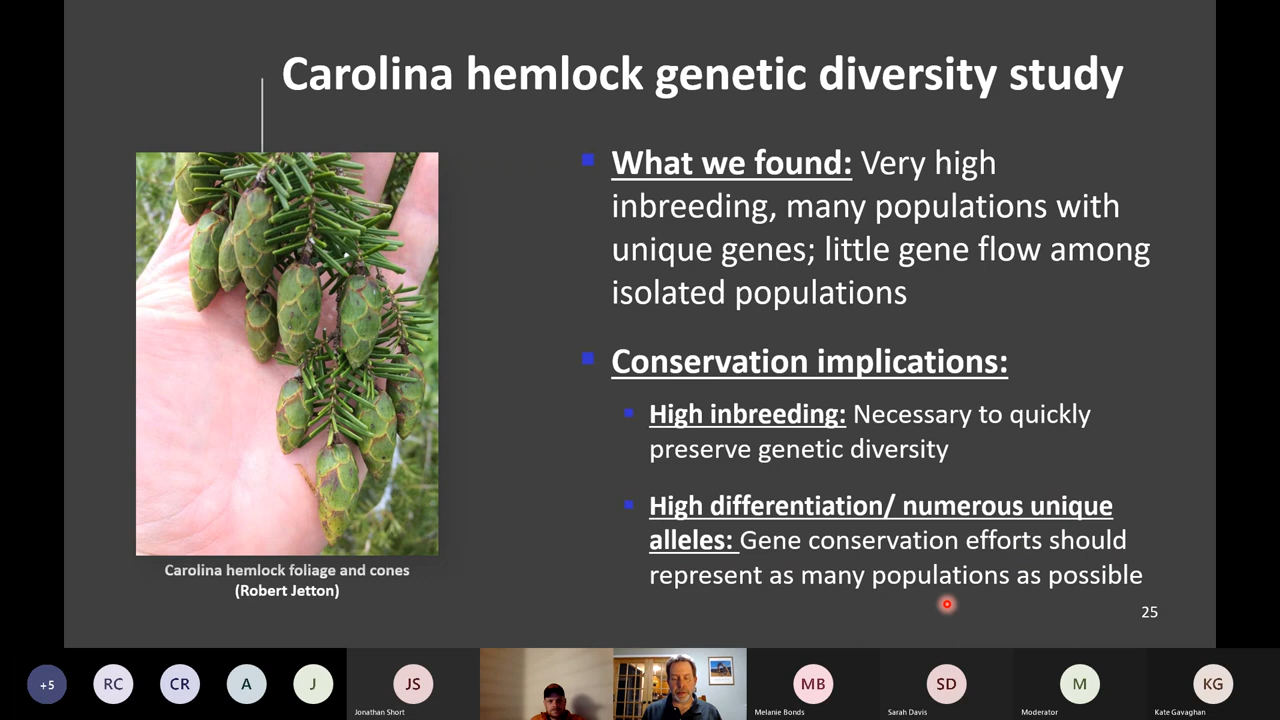 Carolina hemlock genetic diversity study
What we found: Very high
inbreeding, many populations with
unique genes; little gene flow among
isolated populations
Conservation implications:
High inbreeding: Necessary to quickly
preserve genetic diversity
High differentiation/ numerous unique
alleles: Gene conservation efforts should
represent as many populations as possible
Carolina hemlock foliage and cones
(Robert Jetton)
25
+5
RC
CR
A
J
JS
Jonathan Short
MB
Melanie Bonds
SD
Sarah Davis
M
Moderator
KG
Kate Gavaghan